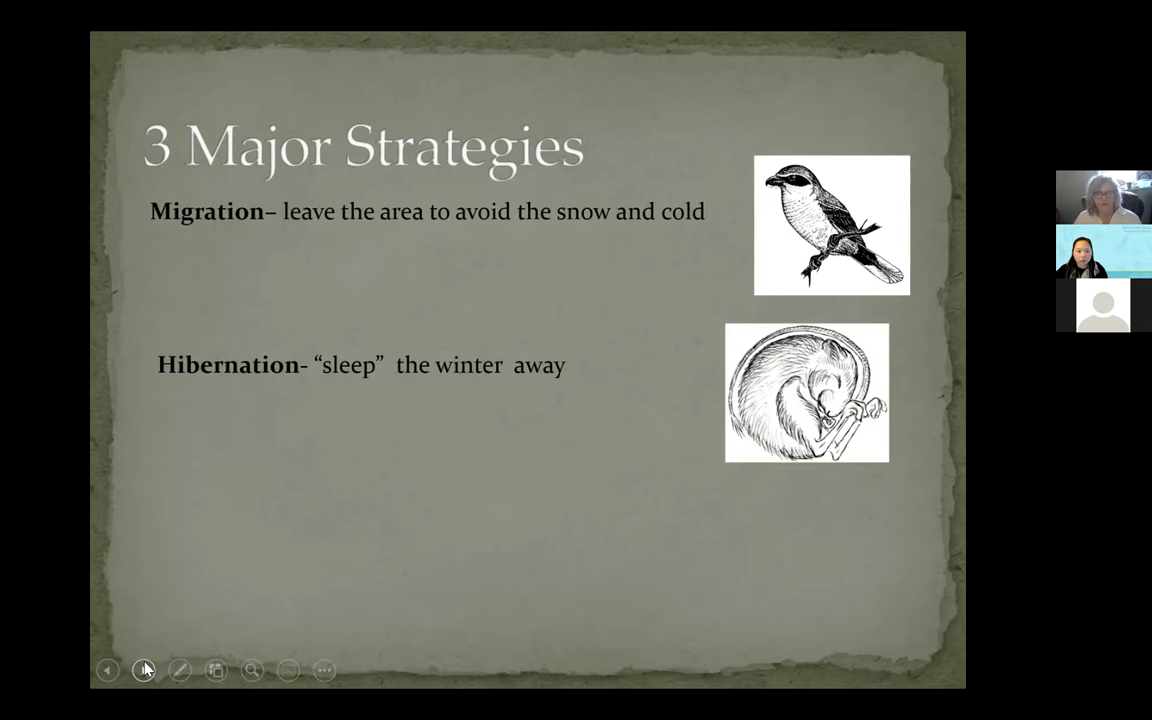 3 Major Strategies
Migration– leave the area to avoid the snow and cold
Hibernation- “sleep”  the winter  away